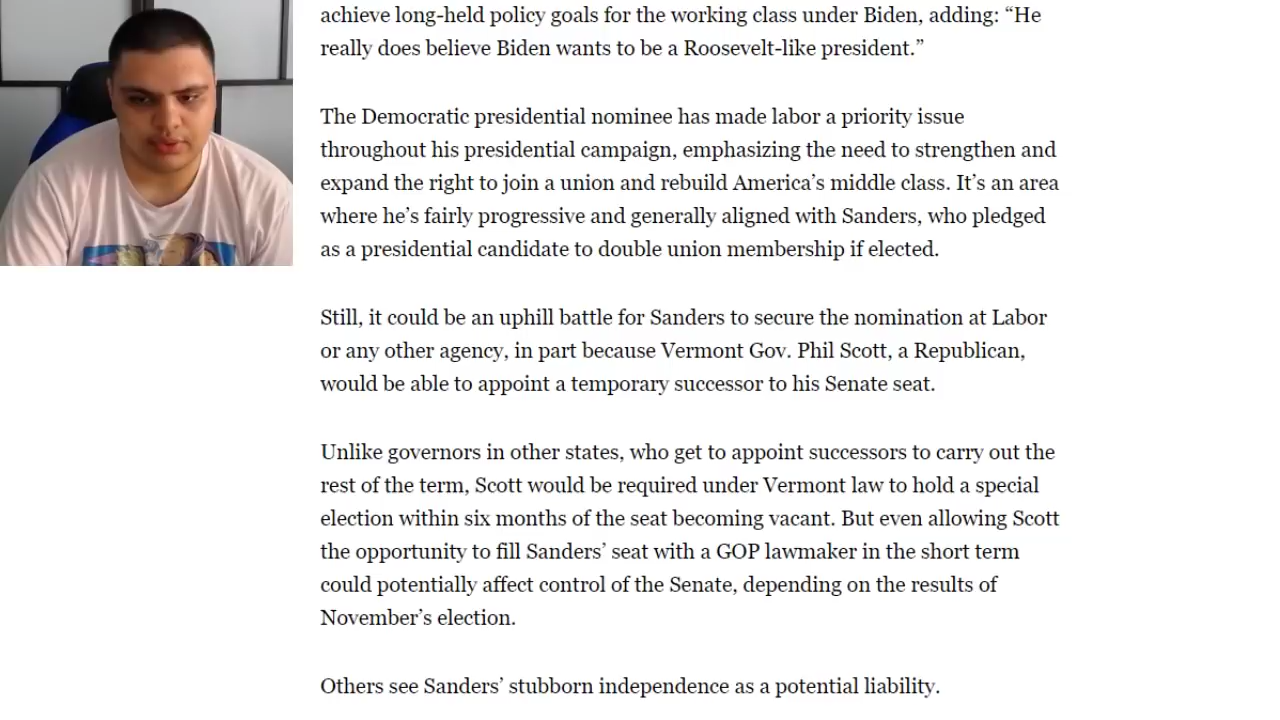 achieve long-held policy goals for the working class under Biden, adding: “He
really does believe Biden wants to be a Roosevelt-like president.”
The Democratic presidential nominee has made labor a priority issue
throughout his presidential campaign, emphasizing the need to strengthen and
expand the right to join a union and rebuild America’s middle class. It’s an area
where he’s fairly progressive and generally aligned with Sanders, who pledged
as a presidential candidate to double union membership if elected.
Still, it could be an uphill battle for Sanders to secure the nomination at Labor
or any other agency, in part because Vermont Gov. Phil Scott, a Republican,
would be able to appoint a temporary successor to his Senate seat.
Unlike governors in other states, who get to appoint successors to carry out the
rest of the term, Scott would be required under Vermont law to hold a special
election within six months of the seat becoming vacant. But even allowing Scott
the opportunity to fill Sanders’ seat with a GOP lawmaker in the short term
could potentially affect control of the Senate, depending on the results of
November’s election.
Others see Sanders’ stubborn independence as a potential liability.